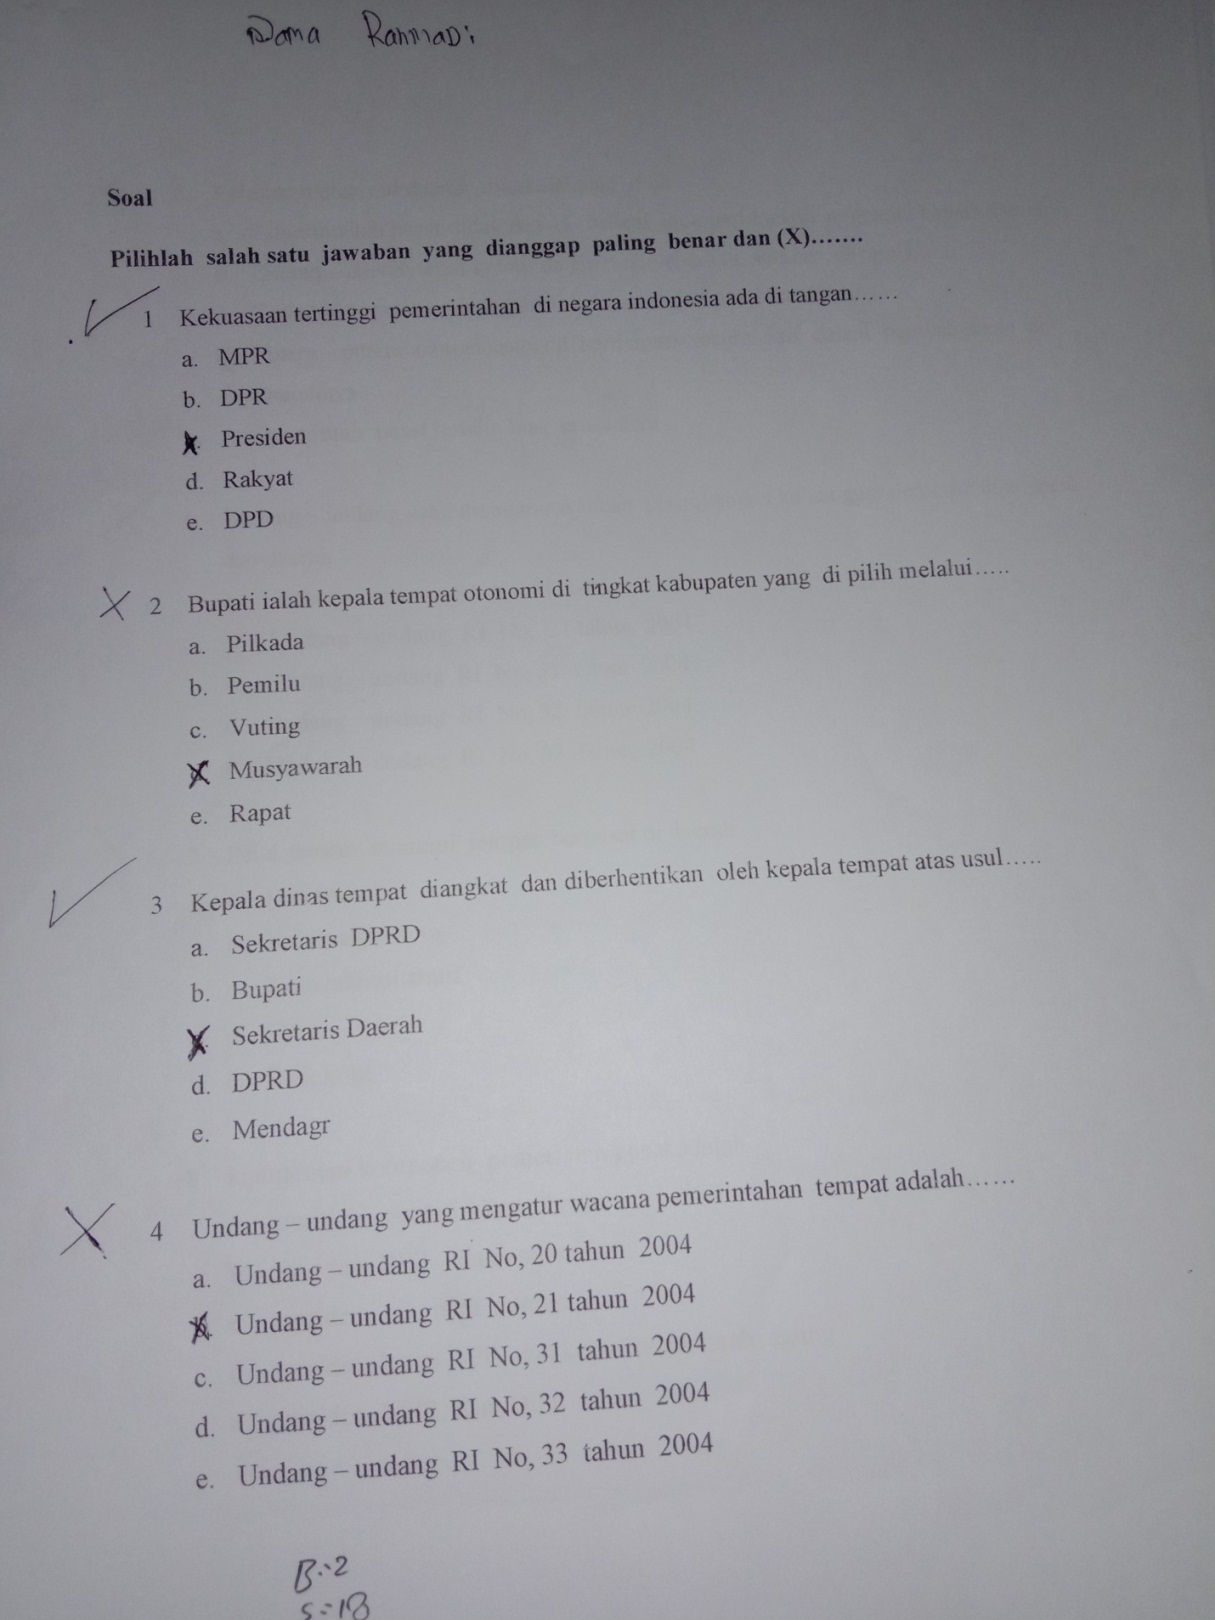 Nama Rahmadi
Soal
Pilihlah salah satu jawaban yang dianggap paling benar dan (X).......
1 Kekuasaan tertinggi pemerintahan di negara indonesia ada di tangan......
a. MPR
b. DPR
c. Presiden
d. Rakyat
e. DPD
2 Bupati ialah kepala tempat otonomi di tingkat kabupaten yang di pilih melalui.....
a. Pilkada
b. Pemilu
c. Vuting
d. Musyawarah
e. Rapat
3 Kepala dinas tempat diangkat dan diberhentikan oleh kepala tempat atas usul.....
a. Sekretaris DPRD
b. Bupati
c. Sekretaris Daerah
d. DPRD
e. Mendagr
4 Undang – undang yang mengatur wacana pemerintahan tempat adalah......
a. Undang – undang RI No, 20 tahun 2004
b. Undang – undang RI No, 21 tahun 2004
c. Undang – undang RI No, 31 tahun 2004
d. Undang – undang RI No, 32 tahun 2004
e. Undang – undang RI No, 33 tahun 2004
B:2
S:18